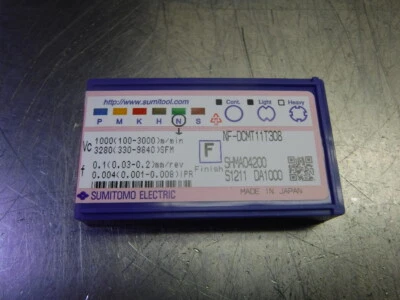 http://www.sumitool.com
Cont. Light Heavy
P M K H N S
Vc 1000(100-3000)m/min
3280(330-9840)SFM
f 0.1(0.03-0.2)mm/rev
0.004(0.001-0.008)IPR
NF-DCMT11T308
F
Finish
SHMA04200
S1211 DA1000
SUMITOMO ELECTRIC
MADE IN JAPAN